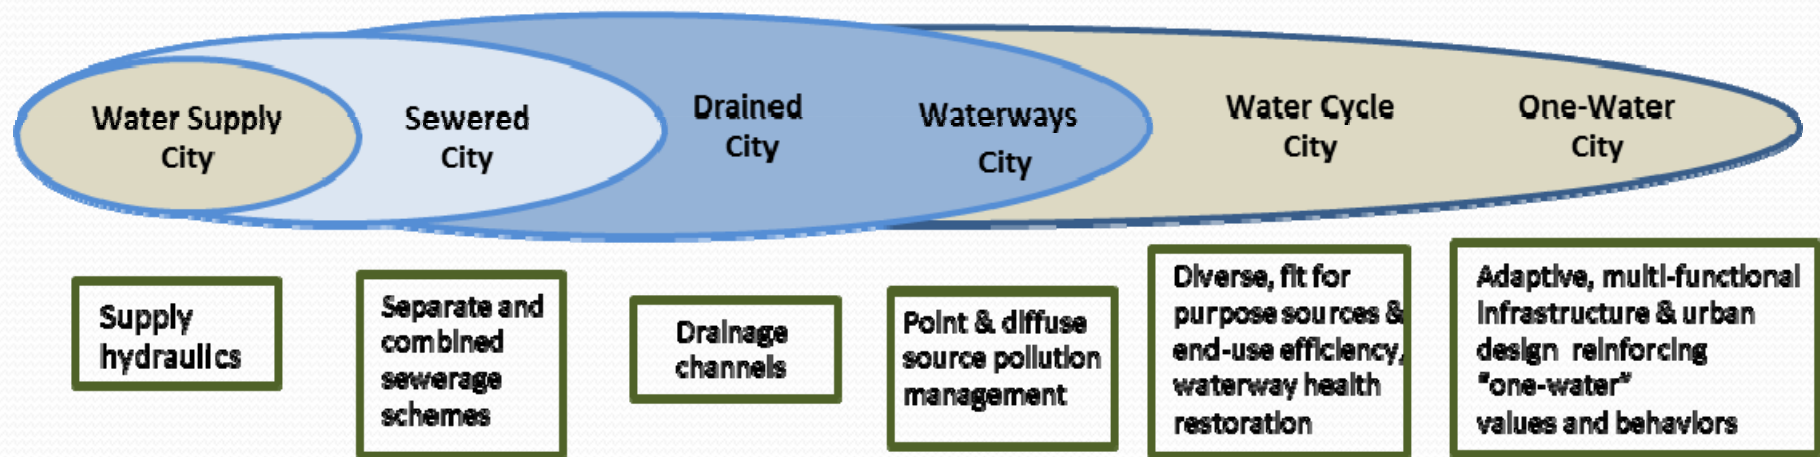 Water Supply
City
Sewered
City
Drained
City
Waterways
City
Water Cycle
City
One-Water
City
Supply
hydraulics
Separate and
combined
sewerage
schemes
Drainage
channels
Point & diffuse
source pollution
management
Diverse, fit for
purpose sources &
end-use efficiency,
waterway health
restoration
Adaptive, multi-functional
infrastructure & urban
design reinforcing
"one-water"
values and behaviors